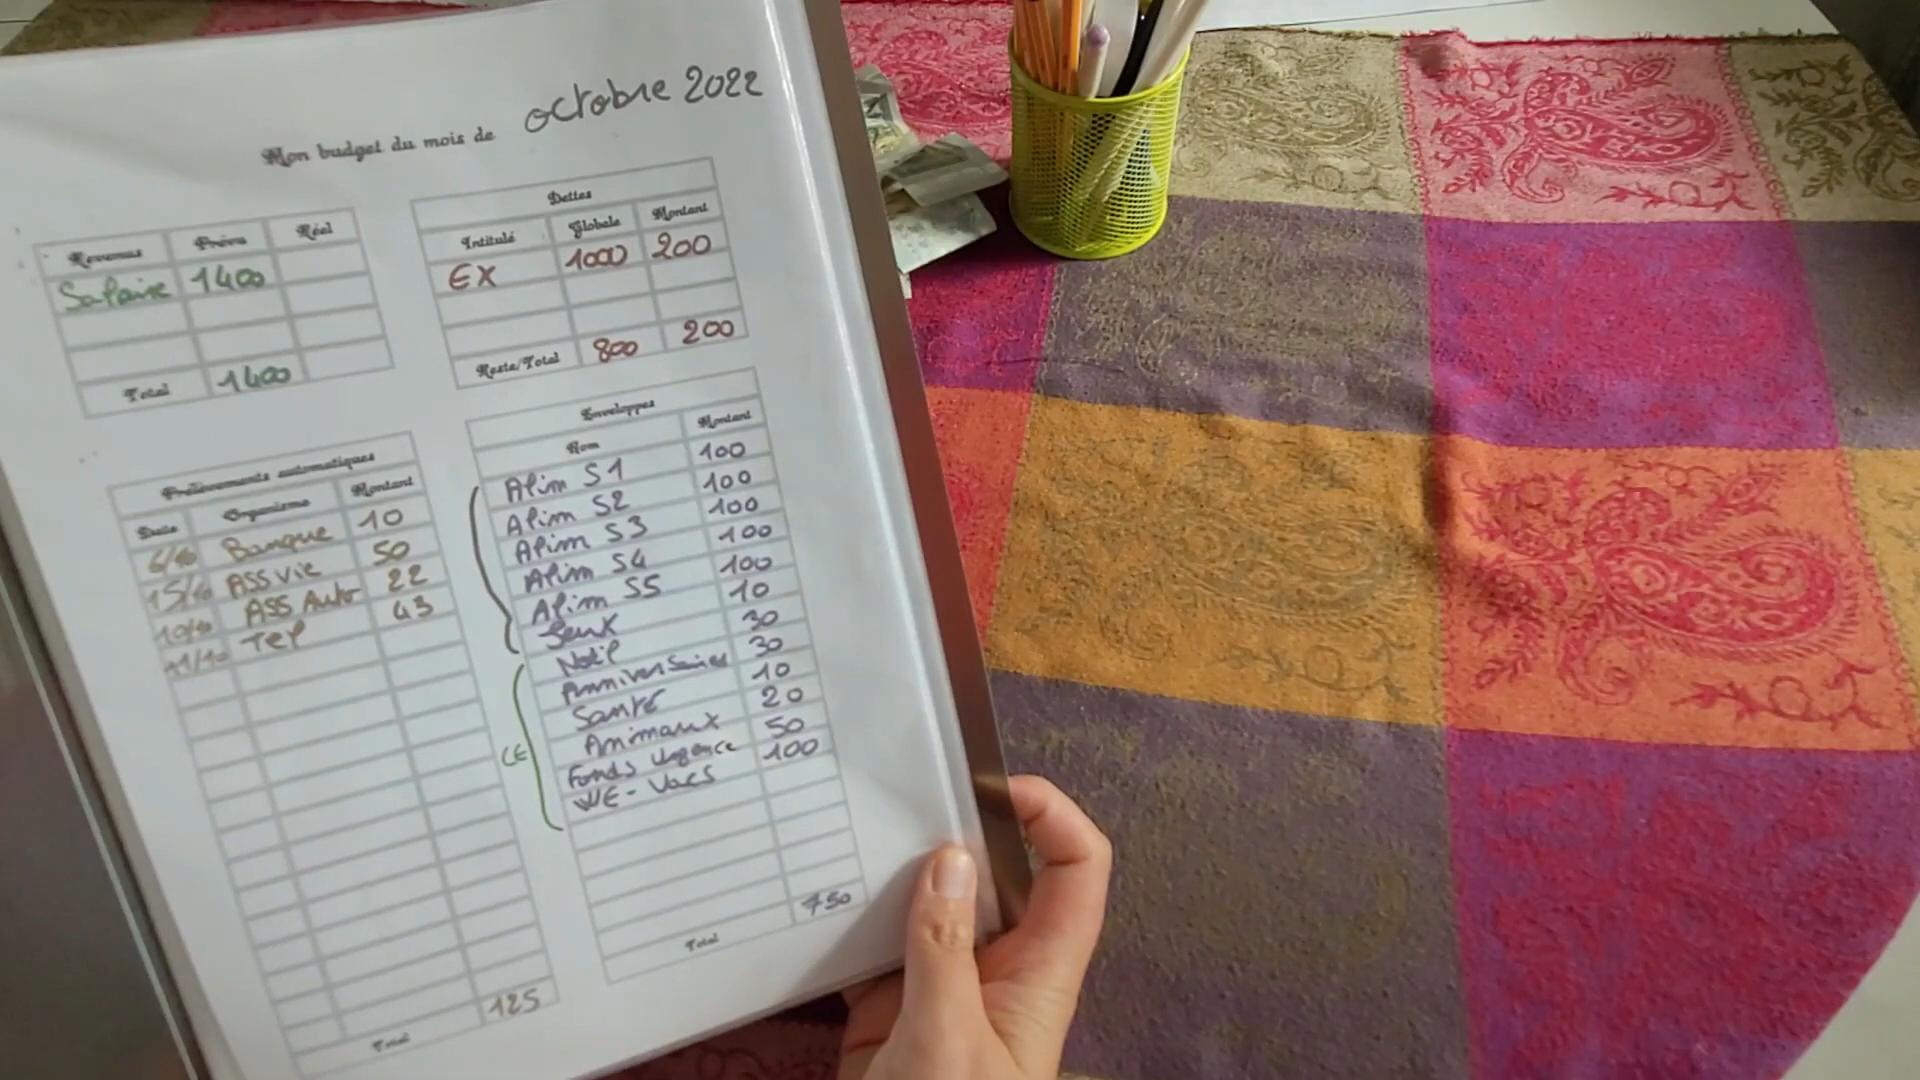 Mon budget du mois de octobre 2022
Revenus Prévu Réel
Salaire 1400
Total 1400
Dettes
Intitulé Globale Montant
EX 1000 200
Reste/Total 800 200
Prélèvements automatiques
Date Organisme Montant
6/10 Banque 10
15/10 ASS Vie 50
10/10 ASS Auto 22
11/10 Tel 43
Total 125
Enveloppes
Nom Montant
Alim S1 100
Alim S2 100
Alim S3 100
Alim S4 100
Alim S5 100
Jeux 10
Noël 30
Anniversaires 30
Santé 10
Animaux 20
Fonds urgence 50
WE - Vacs 100
CE
Total 750